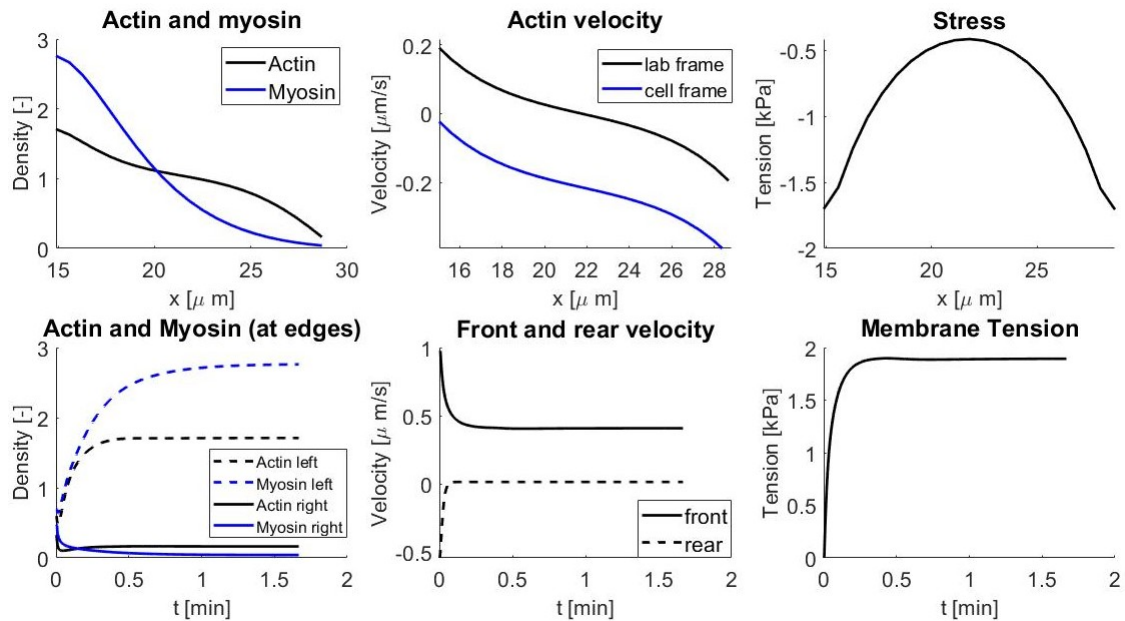 Actin and myosin
3
2
1
0
Density [-]
Actin
Myosin
15
20
25
30
x [μ m]
Actin velocity
0.2
0
-0.2
Velocity [μm/s]
lab frame
cell frame
16
18
20
22
24
26
28
x [μ m]
Stress
-0.5
-1
-1.5
-2
Tension [kPa]
15
20
25
x [μ m]
Actin and Myosin (at edges)
3
2
1
0
Density [-]
Actin left
Myosin left
Actin right
Myosin right
0
0.5
1
1.5
2
t [min]
Front and rear velocity
1
0.5
0
-0.5
Velocity [μ m/s]
front
rear
0
0.5
1
1.5
2
t [min]
Membrane Tension
2
1.5
1
0.5
0
Tension [kPa]
0
0.5
1
1.5
2
t [min]